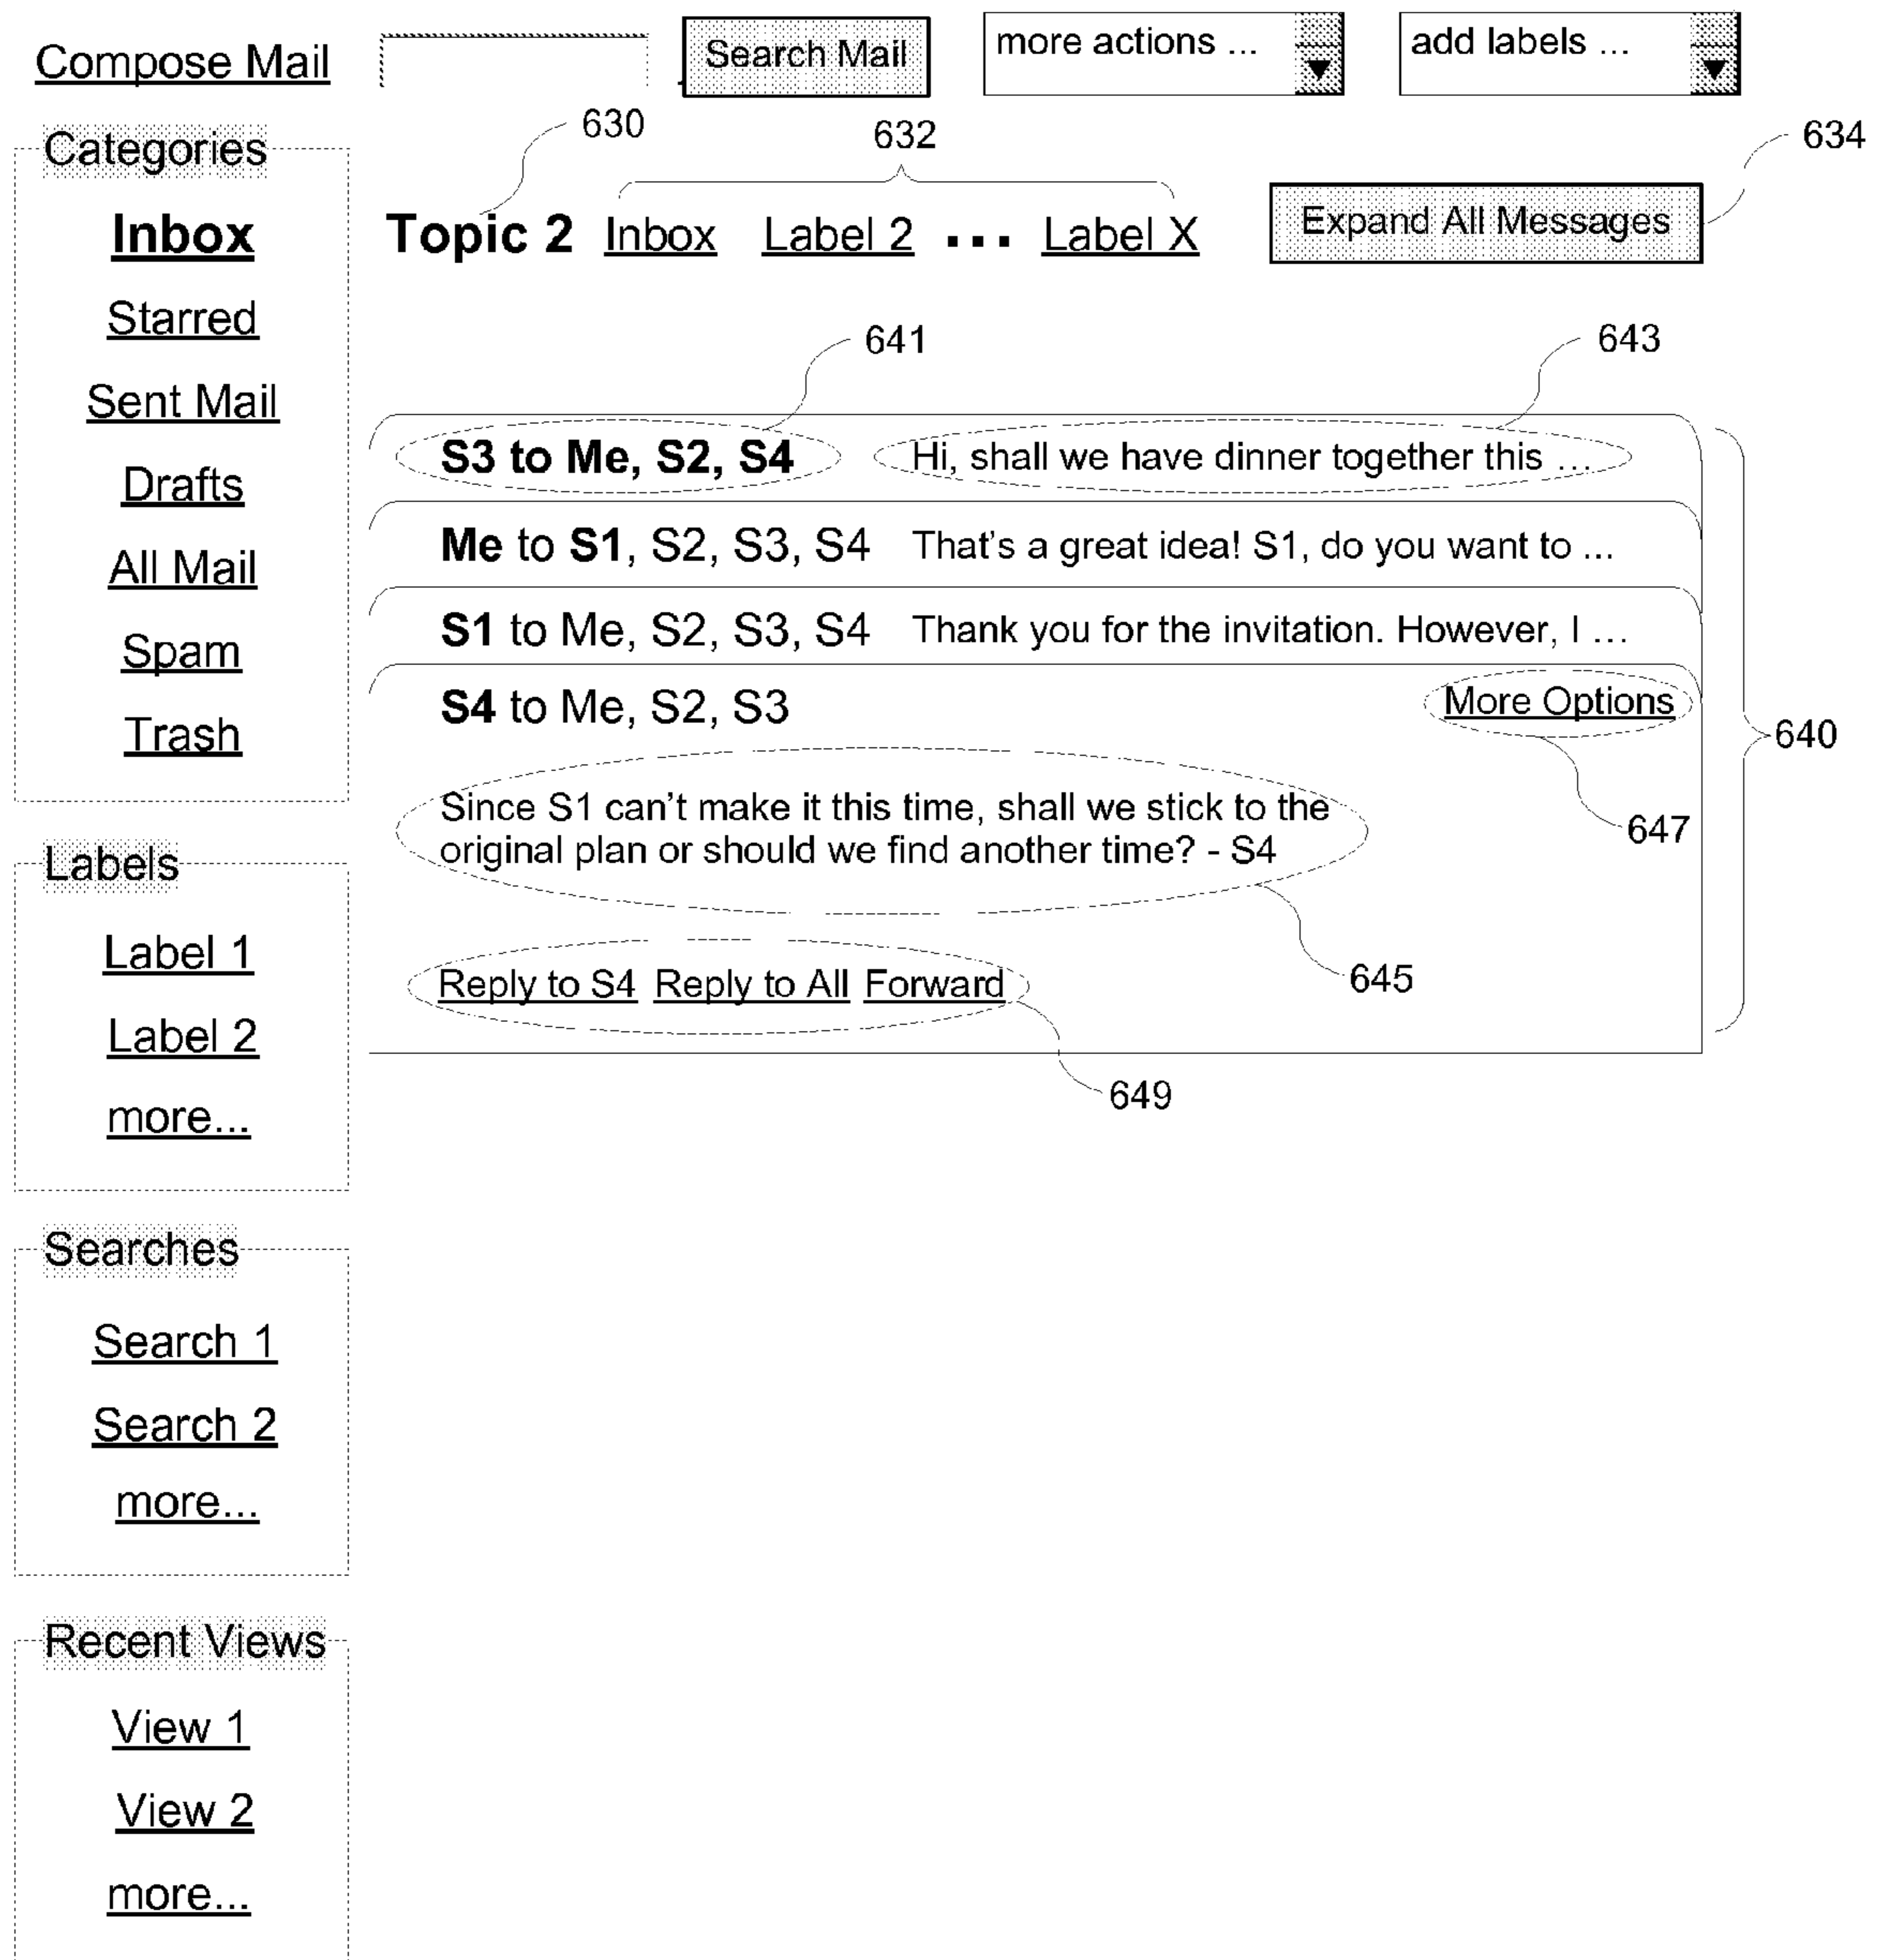 Compose Mail Search Mail more actions ... add labels ...
630 632 634
Categories
Inbox
Starred
Sent Mail
Drafts
All Mail
Spam
Trash
Topic 2 Inbox Label 2 ... Label X Expand All Messages
641 643
S3 to Me, S2, S4 Hi, shall we have dinner together this ...
Me to S1, S2, S3, S4 That's a great idea! S1, do you want to ...
S1 to Me, S2, S3, S4 Thank you for the invitation. However, I ...
S4 to Me, S2, S3 More Options
640
647
Since S1 can't make it this time, shall we stick to the
original plan or should we find another time? - S4
645
Reply to S4 Reply to All Forward
649
Labels
Label 1
Label 2
more...
Searches
Search 1
Search 2
more...
Recent Views
View 1
View 2
more...